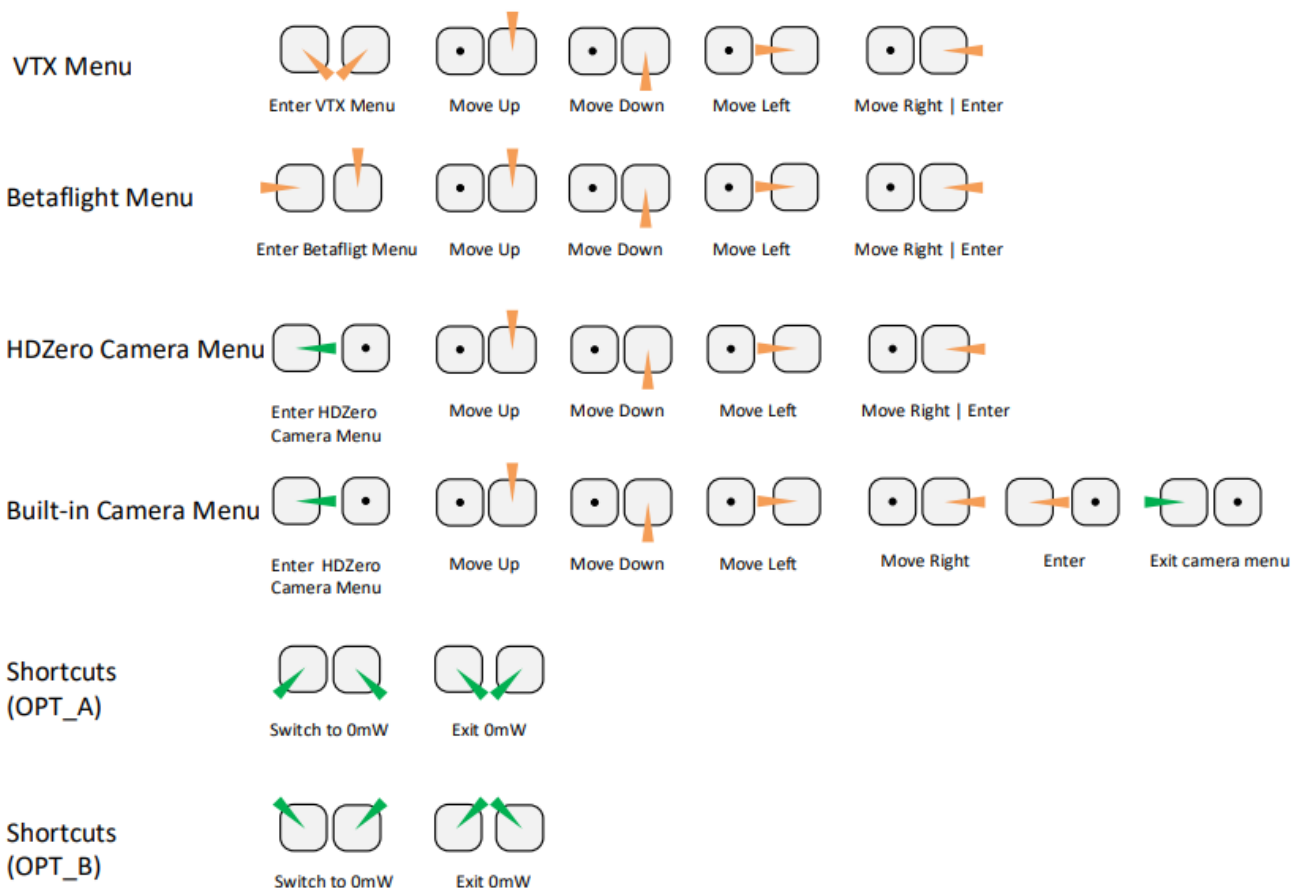 VTX Menu
Enter VTX Menu
Move Up
Move Down
Move Left
Move Right | Enter
Betaflight Menu
Enter Betafligt Menu
Move Up
Move Down
Move Left
Move Right | Enter
HDZero Camera Menu
Enter HDZero
Camera Menu
Move Up
Move Down
Move Left
Move Right | Enter
Built-in Camera Menu
Enter HDZero
Camera Menu
Move Up
Move Down
Move Left
Move Right
Enter
Exit camera menu
Shortcuts
(OPT_A)
Switch to 0mW
Exit 0mW
Shortcuts
(OPT_B)
Switch to 0mW
Exit 0mW